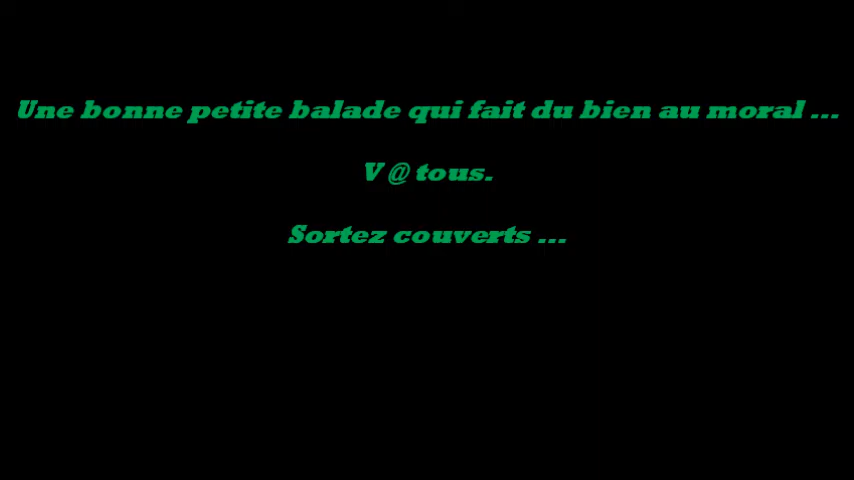 Une bonne petite balade qui fait du bien au moral ...
V @ tous.
Sortez couverts ...